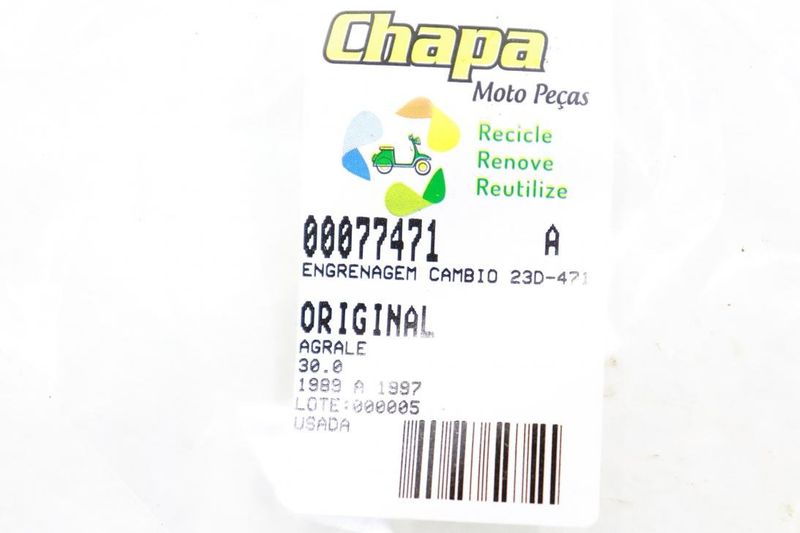 Chapa
Moto Peças
Recicle
Renove
Reutilize
00077471 A
ENGRENAGEM CAMBIO 23D-471
ORIGINAL
AGRALE
30.0
1989 A 1997
LOTE:000005
USADA